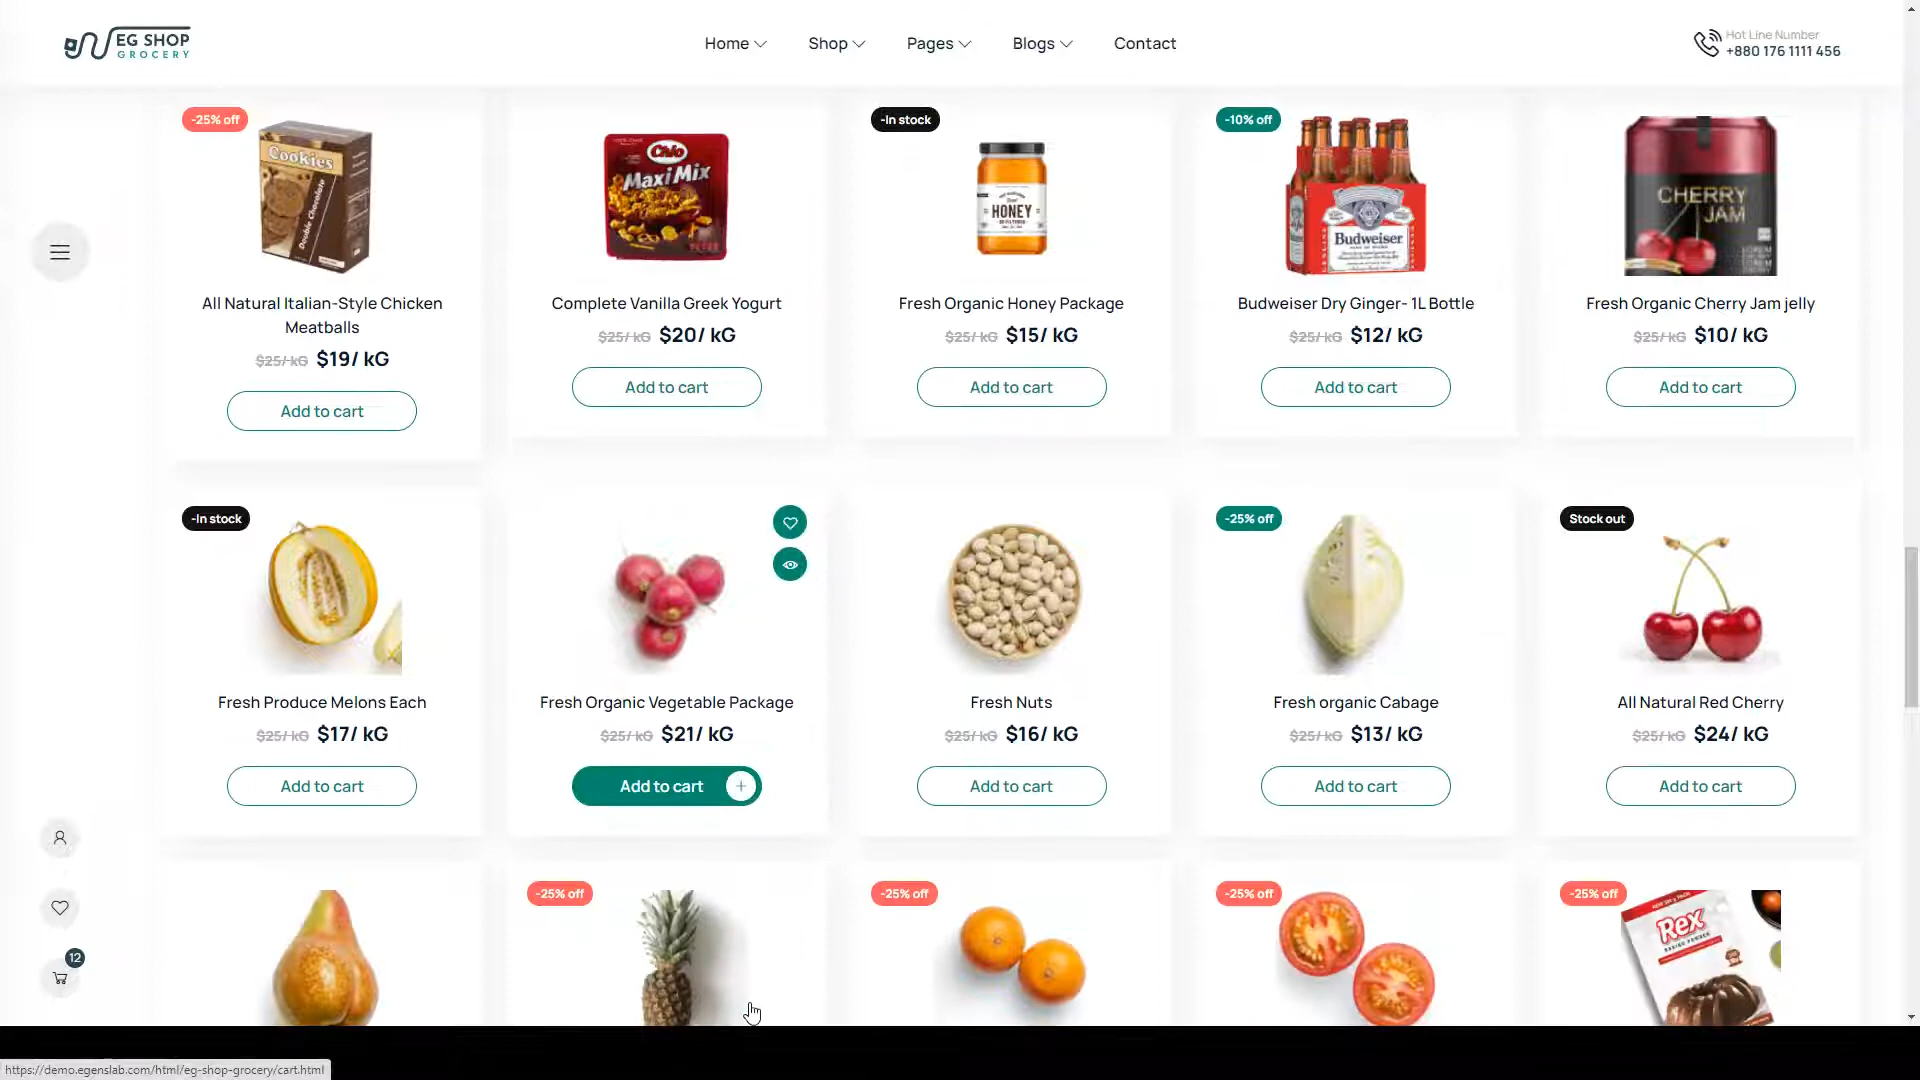 EG SHOP
GROCERY
Home
Shop
Pages
Blogs
Contact
Hot Line Number
+880 176 1111 456
-25% off
-In stock
-10% off
Cookies
Double Chocolate
Chio
Maxi Mix
HONEY
Budweiser
CHERRY
JAM
All Natural Italian-Style Chicken
Meatballs
$25/ kG $19/ kG
Add to cart
Complete Vanilla Greek Yogurt
$25/ kG $20/ kG
Add to cart
Fresh Organic Honey Package
$25/ kG $15/ kG
Add to cart
Budweiser Dry Ginger- 1L Bottle
$25/ kG $12/ kG
Add to cart
Fresh Organic Cherry Jam jelly
$25/ kG $10/ kG
Add to cart
-In stock
-25% off
Stock out
Fresh Produce Melons Each
$25/ kG $17/ kG
Add to cart
Fresh Organic Vegetable Package
$25/ kG $21/ kG
Add to cart
Fresh Nuts
$25/ kG $16/ kG
Add to cart
Fresh organic Cabage
$25/ kG $13/ kG
Add to cart
All Natural Red Cherry
$25/ kG $24/ kG
Add to cart
12
-25% off
-25% off
-25% off
-25% off
Rex
BAKING POWDER
https://demo.egenslab.com/html/eg-shop-grocery/cart.html